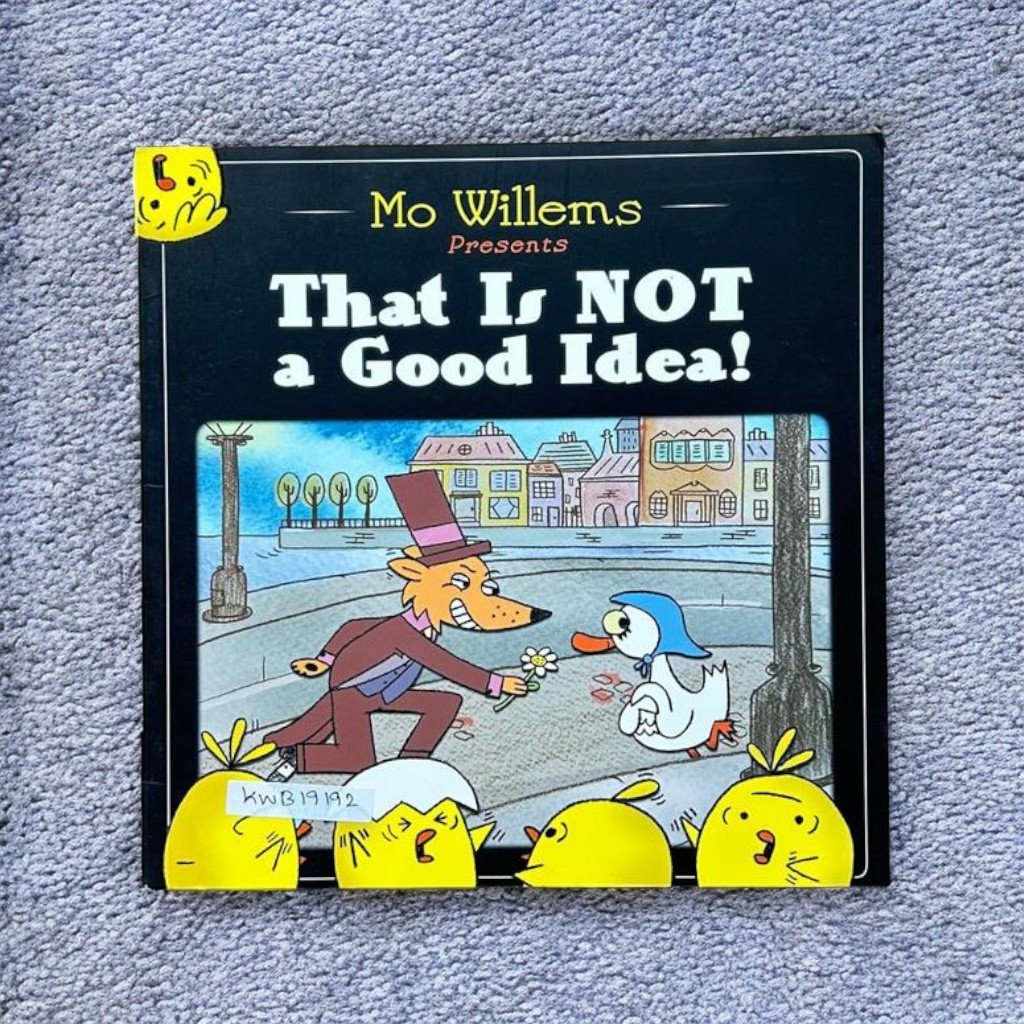 Mo Willems
Presents
That Is NOT
a Good Idea!
KWB19192